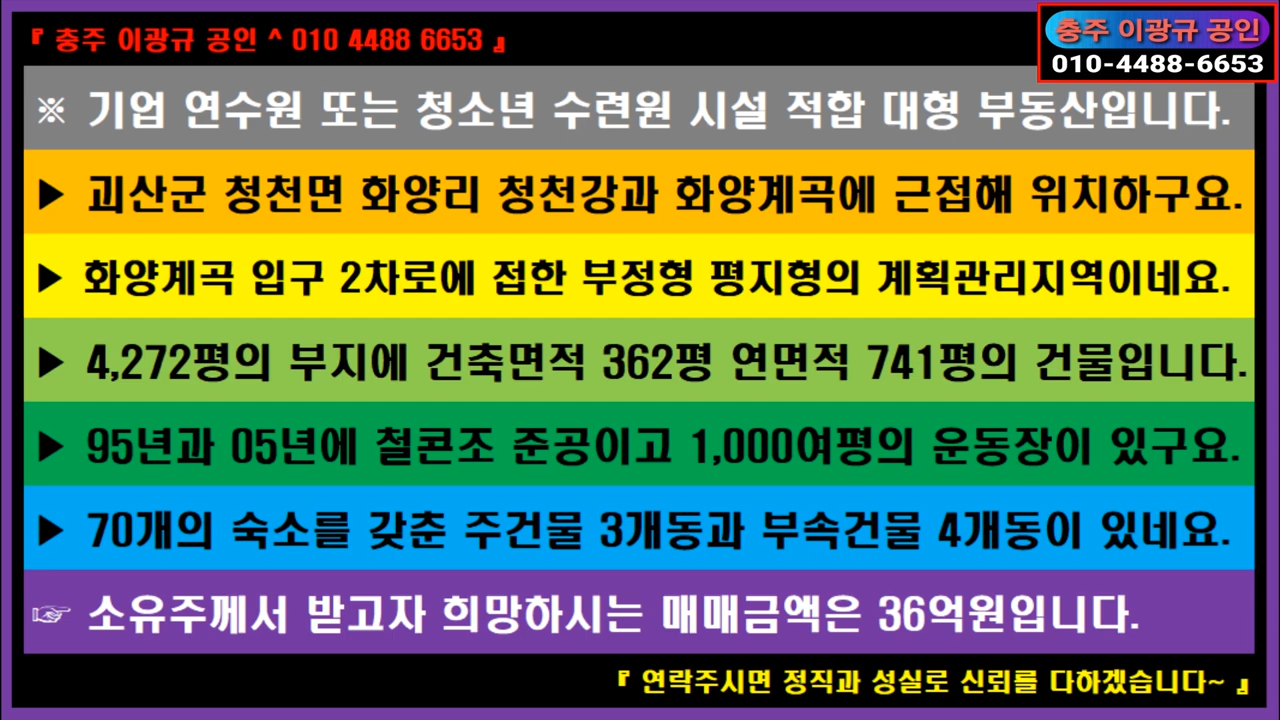 『 충주 이광규 공인 ^ 010 4488 6653 』
충주 이광규 공인
010-4488-6653
※ 기업 연수원 또는 청소년 수련원 시설 적합 대형 부동산입니다.
▶ 괴산군 청천면 화양리 청천강과 화양계곡에 근접해 위치하구요.
▶ 화양계곡 입구 2차로에 접한 부정형 평지형의 계획관리지역이네요.
▶ 4,272평의 부지에 건축면적 362평 연면적 741평의 건물입니다.
▶ 95년과 05년에 철콘조 준공이고 1,000여평의 운동장이 있구요.
▶ 70개의 숙소를 갖춘 주건물 3개동과 부속건물 4개동이 있네요.
☞ 소유주께서 받고자 희망하시는 매매금액은 36억원입니다.
『 연락주시면 정직과 성실로 신뢰를 다하겠습니다~ 』